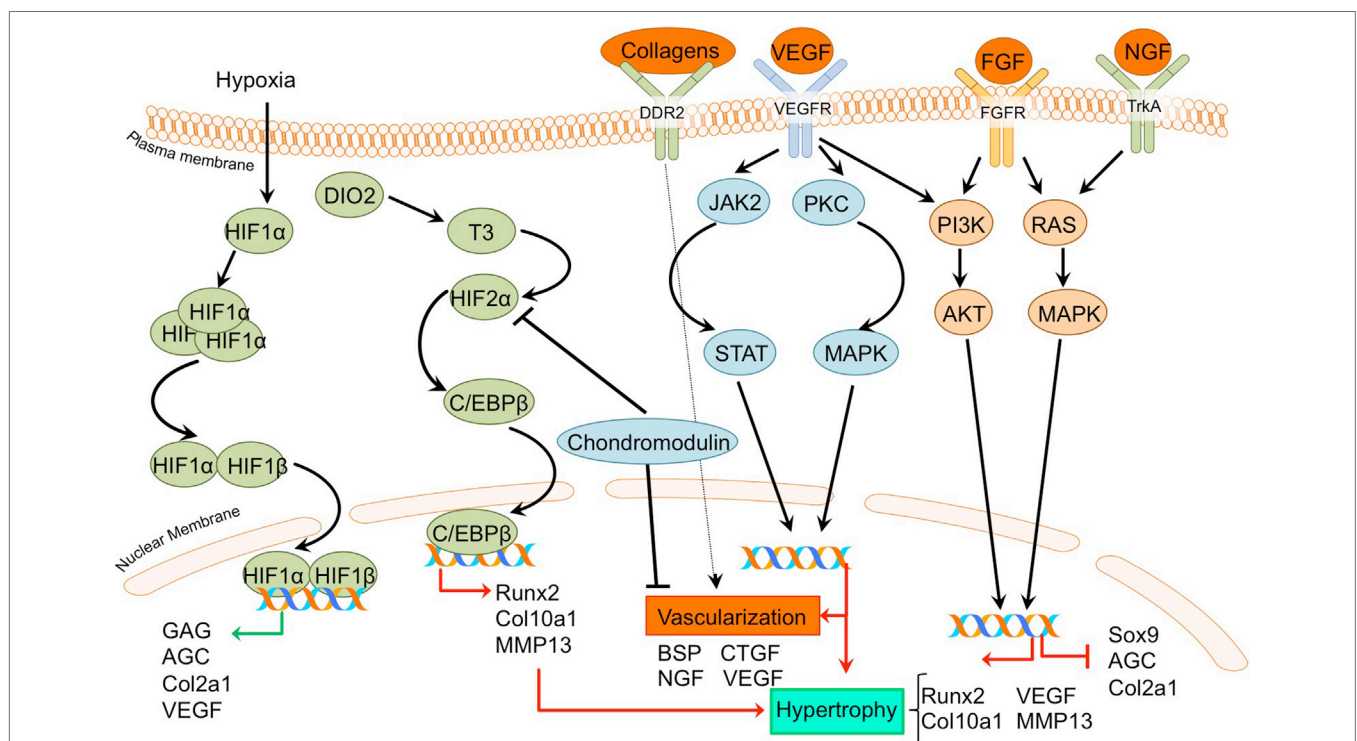 Hypoxia
Collagens
VEGF
FGF
NGF
DDR2
VEGFR
FGFR
TrkA
Plasma membrane
DIO2
T3
HIF1α
JAK2
PKC
PI3K
RAS
HIF2α
HIF1α
HIF
HIF1α
AKT
MAPK
STAT
MAPK
C/EBPβ
Chondromodulin
HIF1α
HIF1β
Nuclear Membrane
C/EBPβ
HIF1α
HIF1β
Runx2
Col10a1
MMP13
Vascularization
BSP CTGF
NGF VEGF
GAG
AGC
Col2a1
VEGF
Sox9
AGC
Col2a1
Hypertrophy
Runx2 VEGF
Col10a1 MMP13